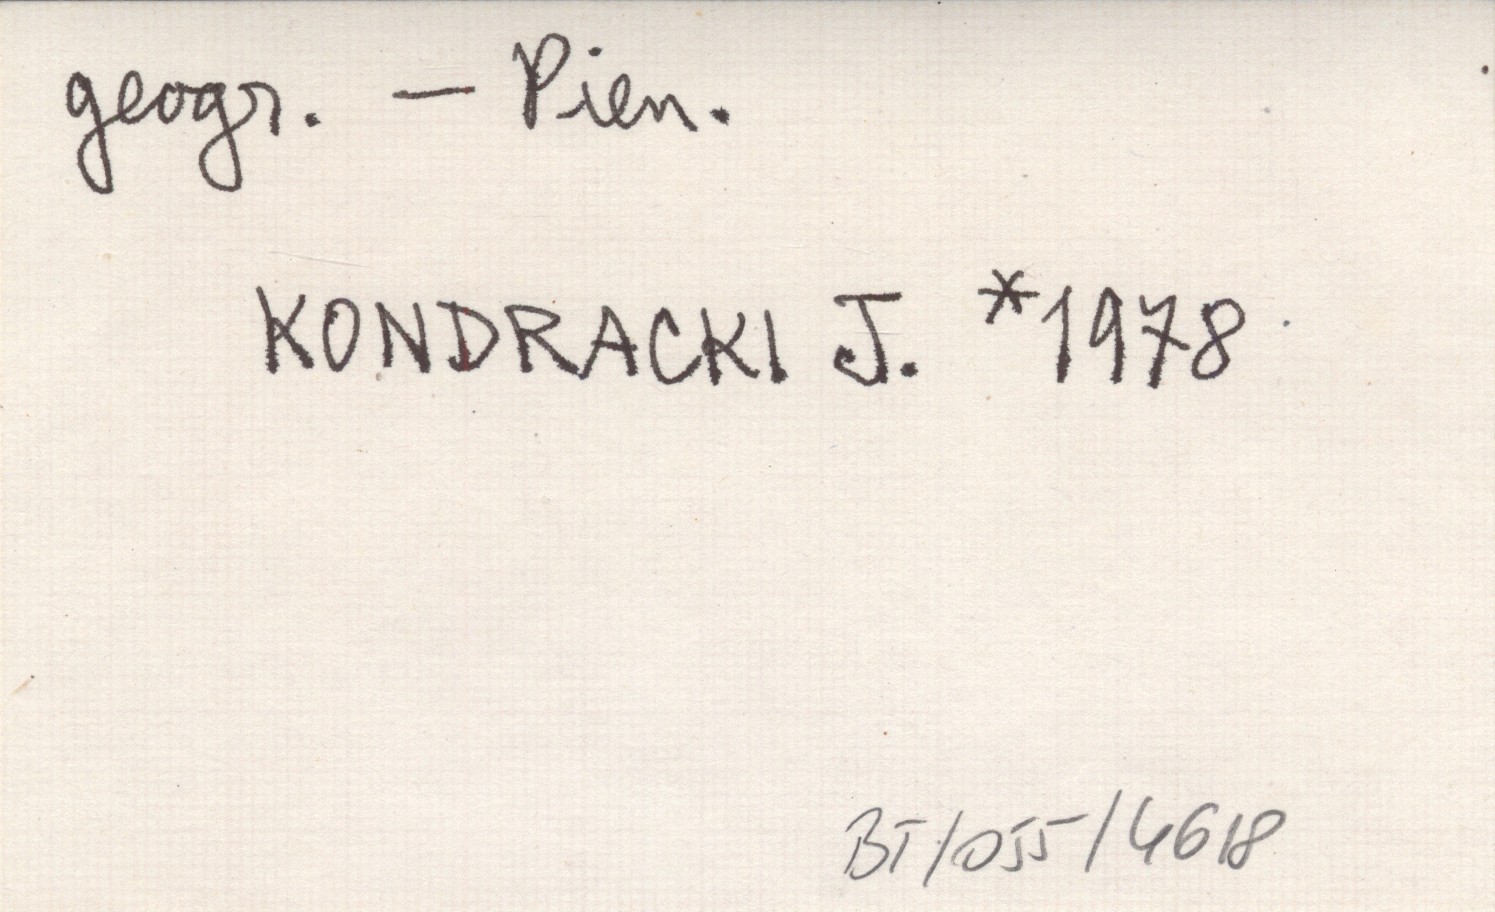 geogr. — Pien.
KONDRACKI J. *1978
BT/055/4618